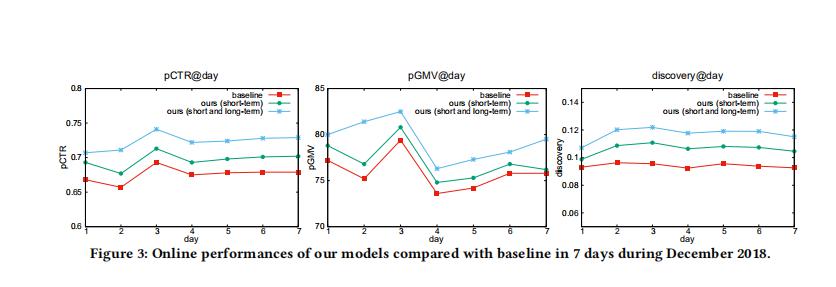 pCTR@day
0.8
0.75
0.7
0.65
0.6
pCTR
baseline
ours (short-term)
ours (short and long-term)
1 2 3 4 5 6 7
day
pGMV@day
85
80
75
70
pGMV
baseline
ours (short-term)
ours (short and long-term)
1 2 3 4 5 6 7
day
discovery@day
0.14
0.12
0.1
0.08
0.06
discovery
baseline
ours (short-term)
ours (short and long-term)
1 2 3 4 5 6 7
day
Figure 3: Online performances of our models compared with baseline in 7 days during December 2018.